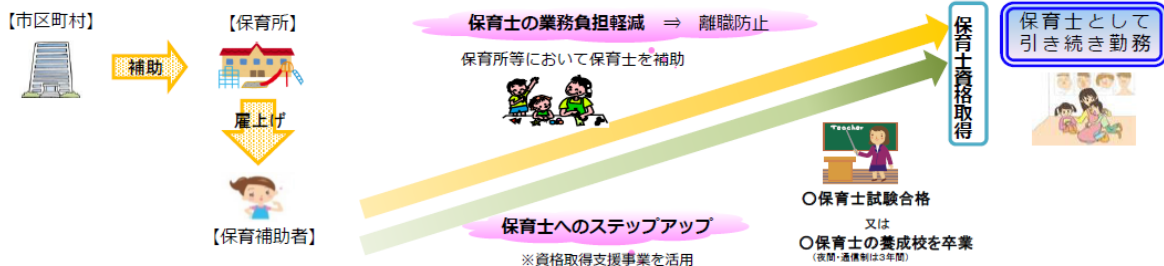 【市区町村】
補助
【保育所】
雇上げ
【保育補助者】
保育士の業務負担軽減 ⇒ 離職防止
保育所等において保育士を補助
保育士へのステップアップ
※資格取得支援事業を活用
Teacher
〇保育士試験合格
又は
〇保育士の養成校を卒業
(夜間・通信制は3年間)
保育士資格取得
保育士として
引き続き勤務